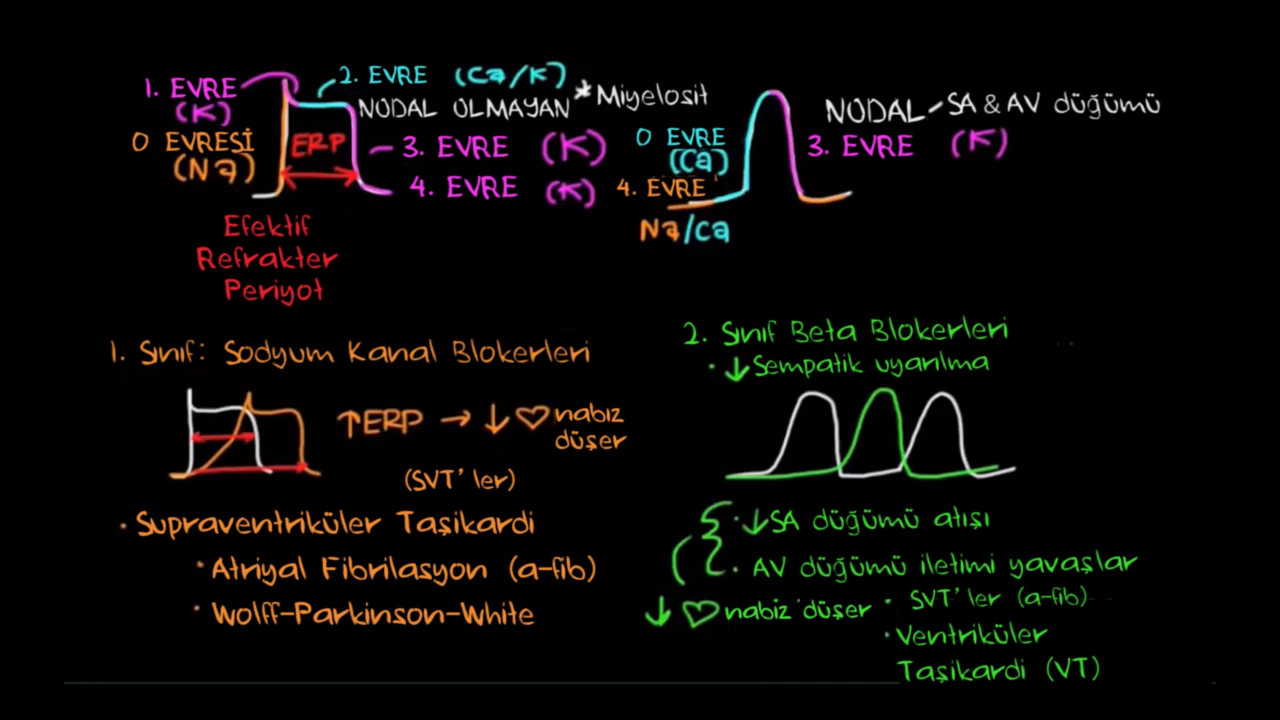 1. EVRE
(K)
2. EVRE (Ca/K)
NODAL OLMAYAN *Miyelosit
0 EVRESİ
(Na)
ERP
3. EVRE (K)
4. EVRE (K)
Efektif
Refrakter
Periyot
NODAL - SA & AV düğümü
0 EVRE
(Ca)
3. EVRE (K)
4. EVRE
Na/Ca
1. Sınıf: Sodyum Kanal Blokerleri
↑ERP → ↓♡ nabız
düşer
(SVT' ler)
· Supraventriküler Taşikardi
· Atriyal Fibrilasyon (a-fib)
· Wolff-Parkinson-White
2. Sınıf Beta Blokerleri
· ↓ Sempatik uyarılma
· ↓ SA düğümü atışı
· AV düğümü iletimi yavaşlar
↓ ♡ nabız düşer
· SVT' ler (a-fib)
· Ventriküler
Taşikardi (VT)